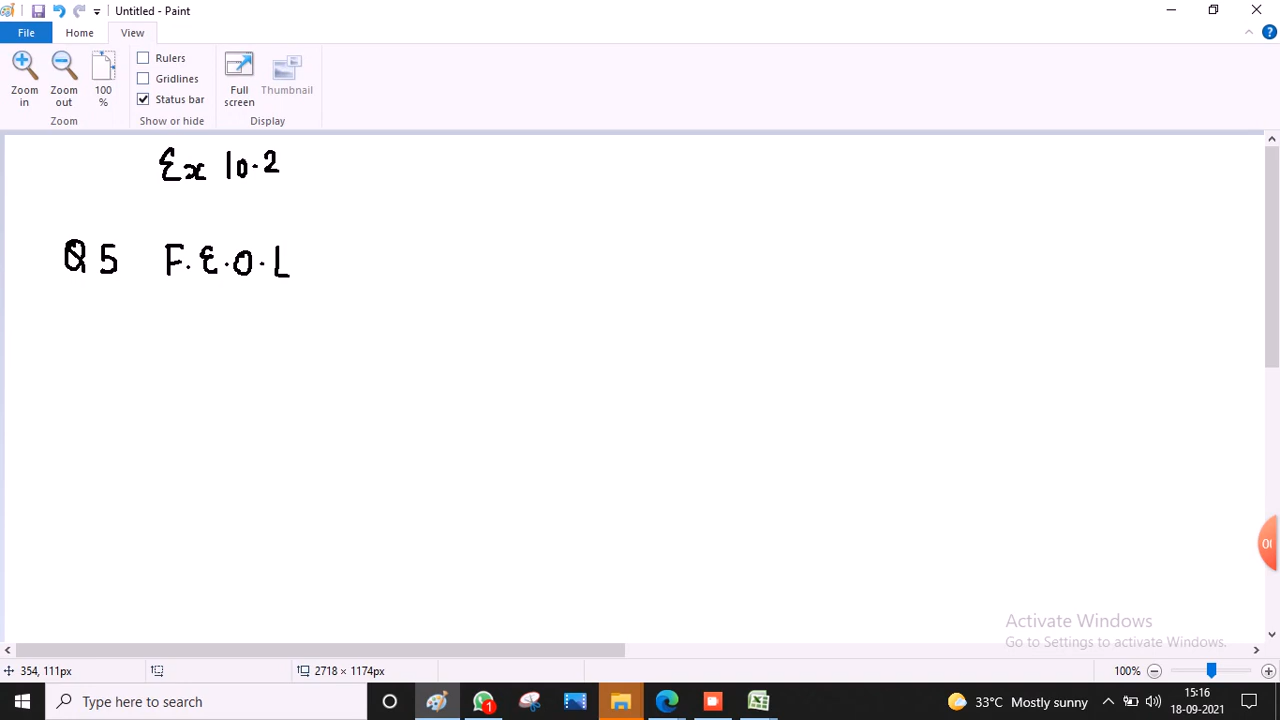 Untitled - Paint
File Home View
Zoom in
Zoom out
100 %
Zoom
Rulers
Gridlines
Status bar
Show or hide
Full screen
Thumbnail
Display
Ex 10.2
Q 5 F.E.O.L
Activate Windows
Go to Settings to activate Windows.
354, 111px
2718 × 1174px
100%
Type here to search
1
33°C Mostly sunny
15:16
18-09-2021